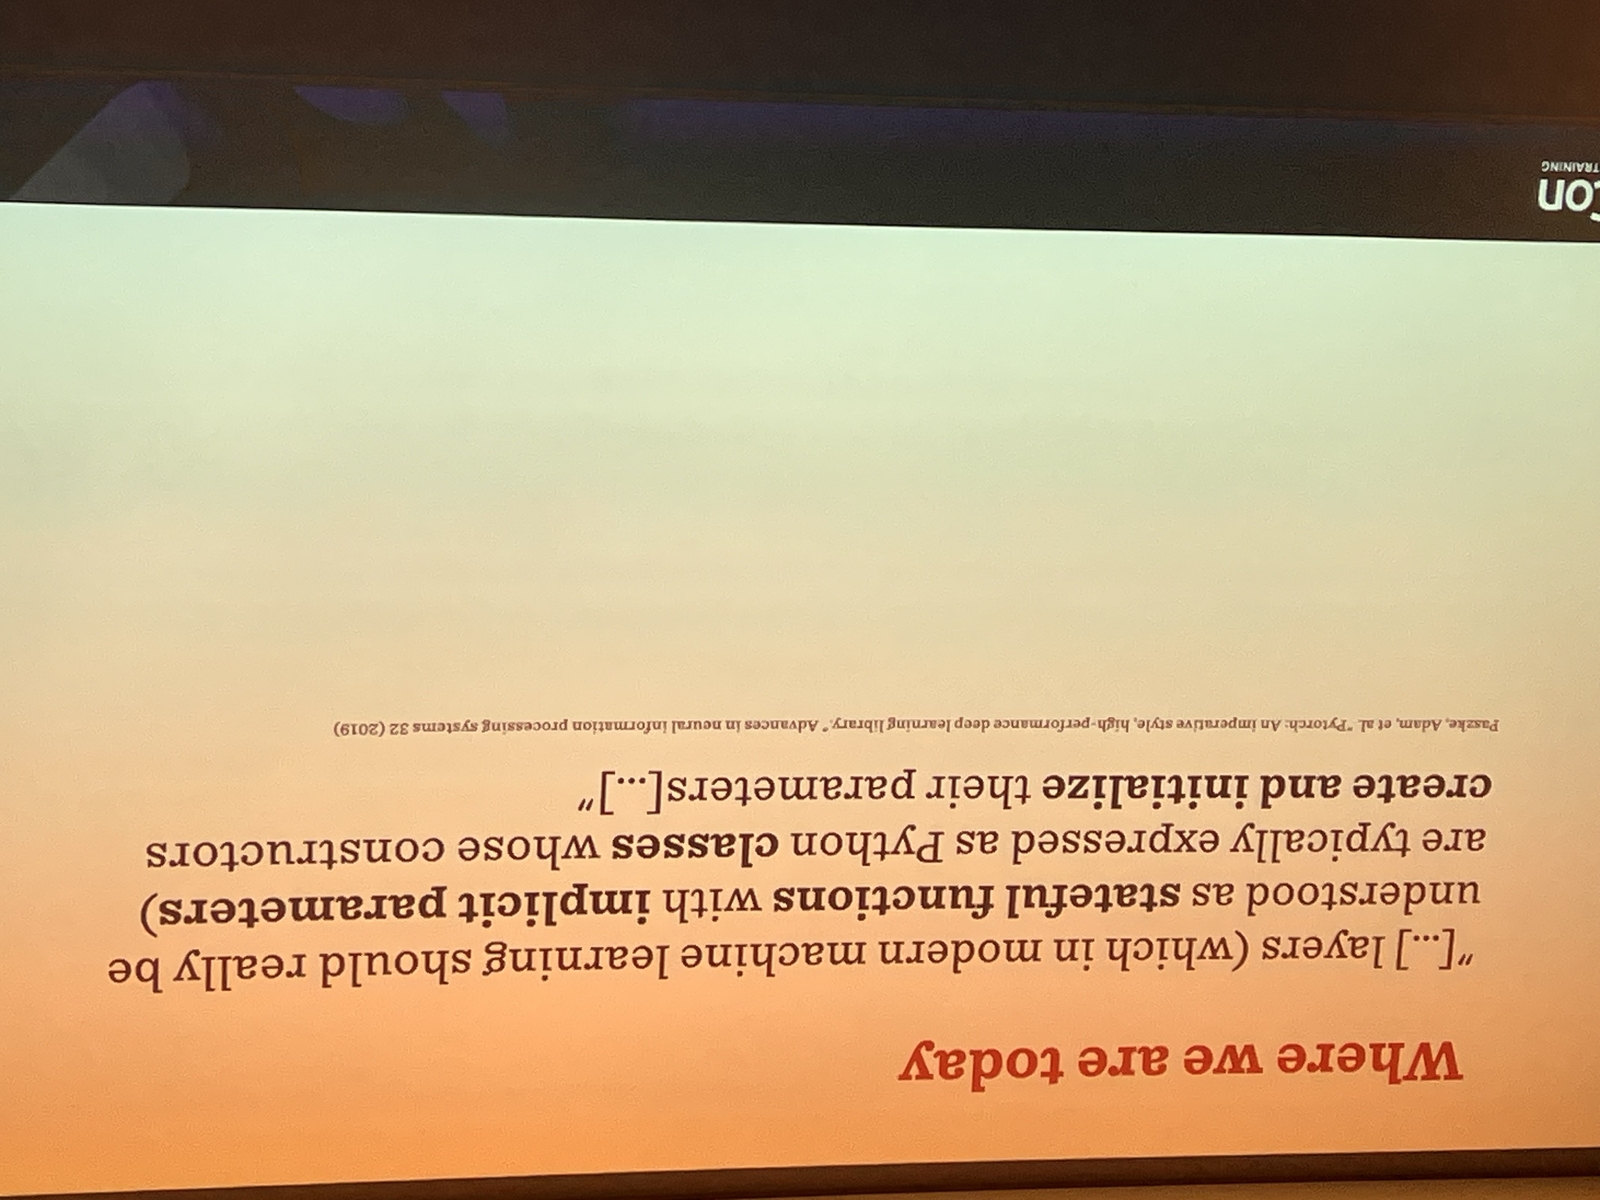 Where we are today
"[...] layers (which in modern machine learning should really be
understood as stateful functions with implicit parameters)
are typically expressed as Python classes whose constructors
create and initialize their parameters[...]"
Paszke, Adam, et al. "Pytorch: An imperative style, high-performance deep learning library." Advances in neural information processing systems 32 (2019)
Con
TRAINING